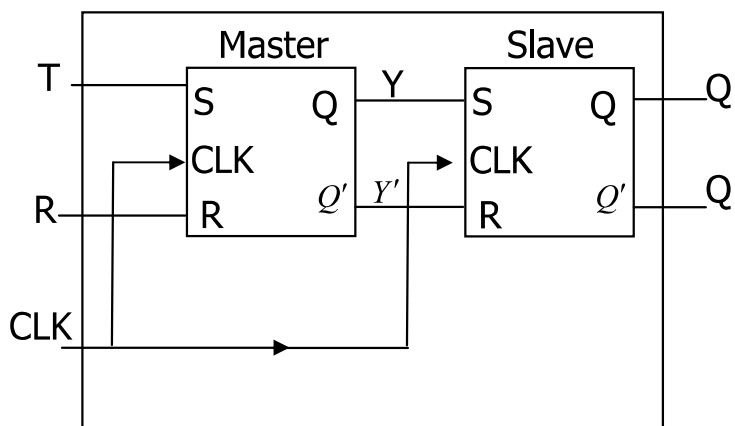 Master Slave
T S Q Y S Q Q
CLK CLK
R R Q' Y' R Q' Q
CLK